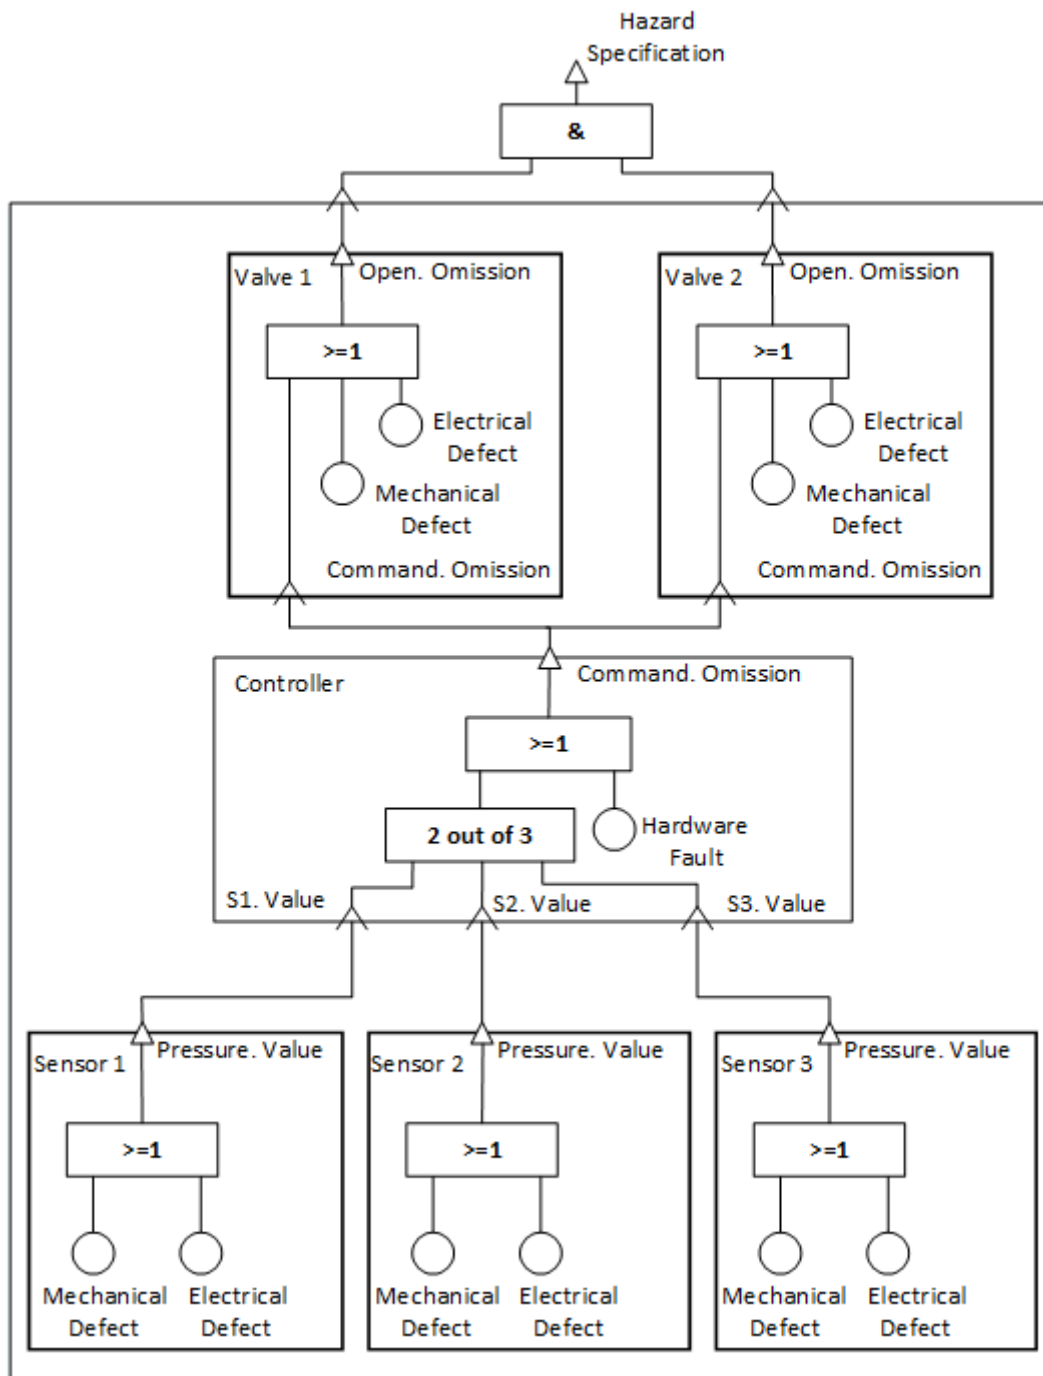 Hazard
Specification
&
Valve 1
Open. Omission
>=1
Electrical
Defect
Mechanical
Defect
Command. Omission
Valve 2
Open. Omission
>=1
Electrical
Defect
Mechanical
Defect
Command. Omission
Controller
Command. Omission
>=1
2 out of 3
Hardware
Fault
S1. Value
S2. Value
S3. Value
Sensor 1
Pressure. Value
>=1
Mechanical
Defect
Electrical
Defect
Sensor 2
Pressure. Value
>=1
Mechanical
Defect
Electrical
Defect
Sensor 3
Pressure. Value
>=1
Mechanical
Defect
Electrical
Defect